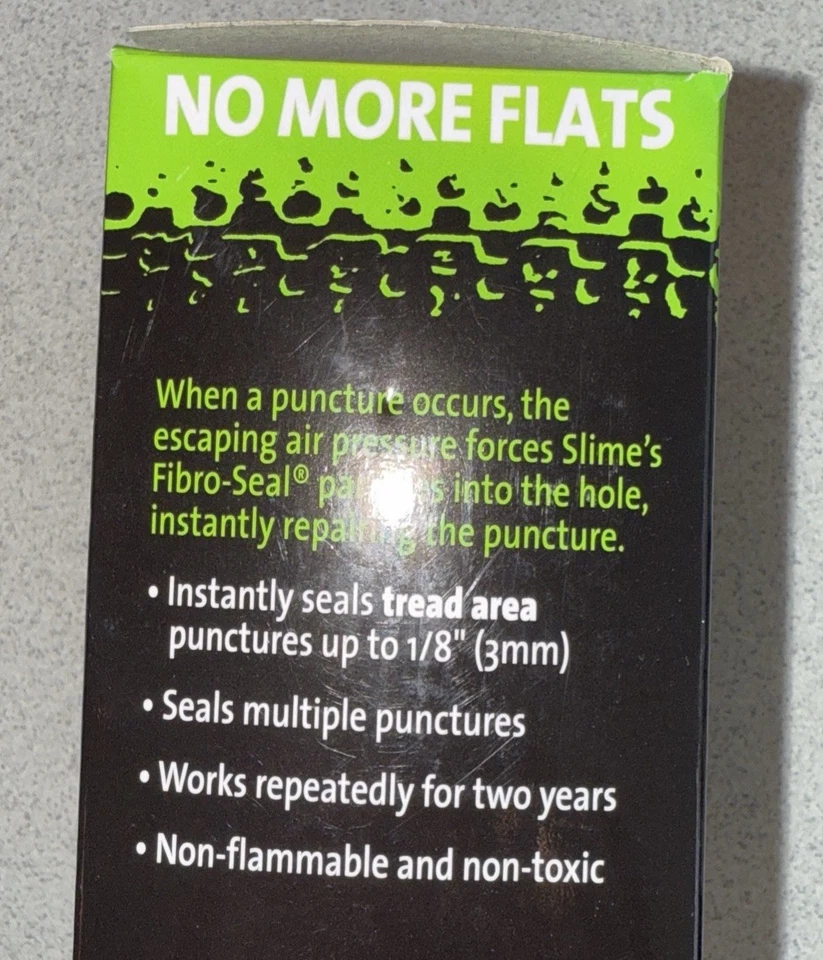 NO MORE FLATS
When a puncture occurs, the
escaping air pressure forces Slime's
Fibro-Seal® into the hole,
instantly repairing the puncture.
• Instantly seals tread area
punctures up to 1/8" (3mm)
• Seals multiple punctures
• Works repeatedly for two years
• Non-flammable and non-toxic